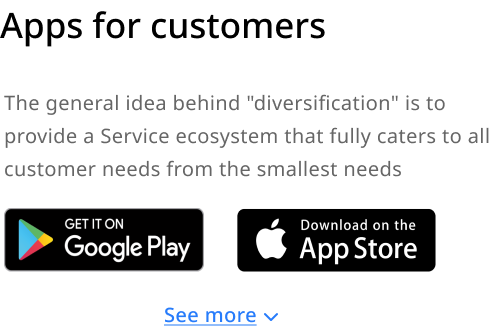 Apps for customers
The general idea behind "diversification" is to
provide a Service ecosystem that fully caters to all
customer needs from the smallest needs
GET IT ON
Google Play
Download on the
App Store
See more